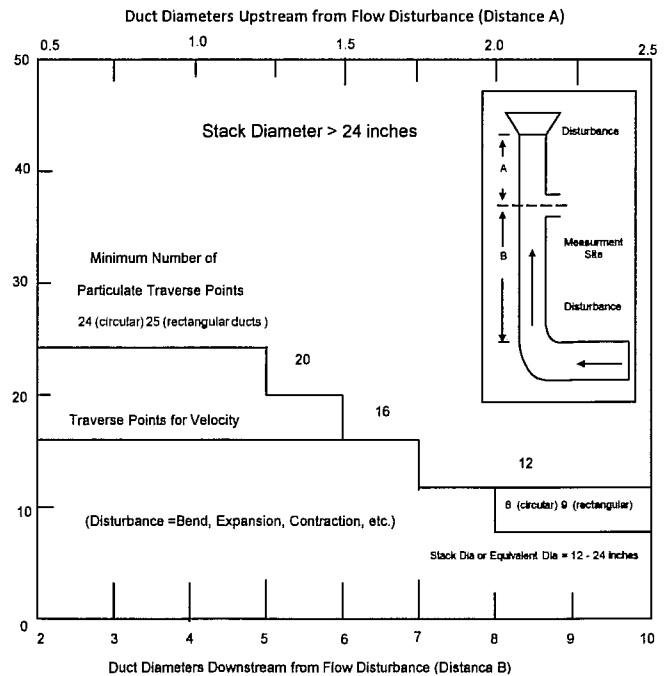 Duct Diameters Upstream from Flow Disturbance (Distance A)
0.5 1.0 1.5 2.0 2.5
50
Stack Diameter > 24 inches
Disturbance
A
40
B
Measurment
Site
Minimum Number of
Particulate Traverse Points
24 (circular) 25 (rectangular ducts )
30
Disturbance
20
20
Traverse Points for Velocity
16
12
10
(Disturbance =Bend, Expansion, Contraction, etc.)
8 (circular) 9 (rectangular)
Stack Dia or Equivalent Dia = 12 - 24 inches
0
2 3 4 5 6 7 8 9 10
Duct Diameters Downstream from Flow Disturbance (Distanca B)